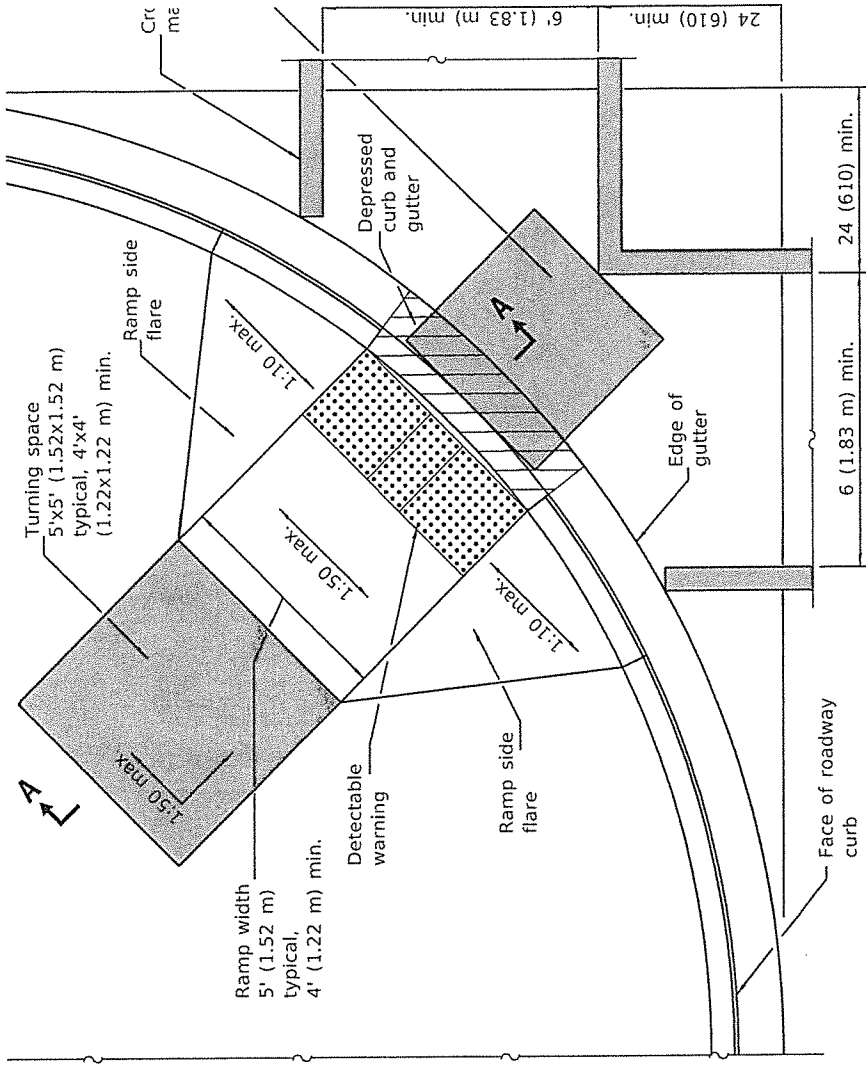 Cr
ma
6' (1.83 m) min.
24 (610) min.
Turning space
5'x5' (1.52x1.52 m)
typical, 4'x4'
(1.22x1.22 m) min.
Ramp side
flare
Depressed
curb and
gutter
1:10 max.
A
1:50 max.
24 (610) min.
Edge of
gutter
6 (1.83 m) min.
A
1:50 max.
1:10 max.
Ramp width
5' (1.52 m)
typical,
4' (1.22 m) min.
Detectable
warning
Ramp side
flare
Face of roadway
curb